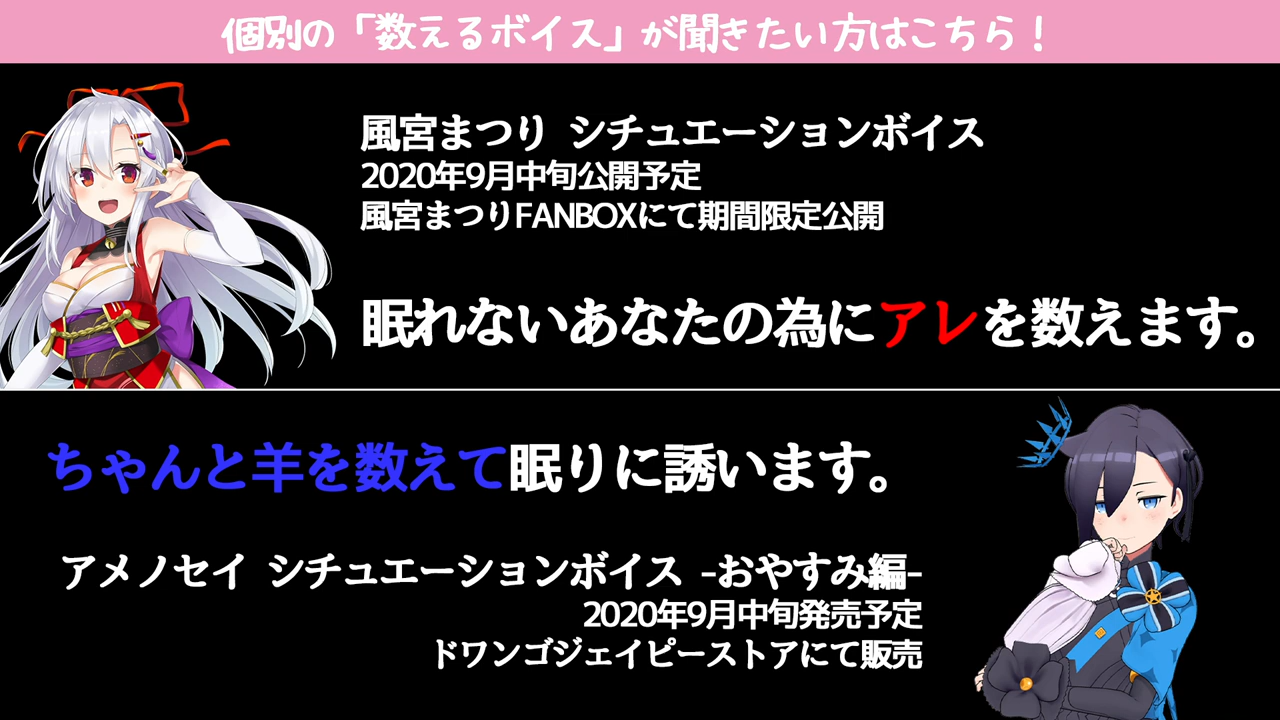 個別の「数えるボイス」が聞きたい方はこちら！
風宮まつり シチュエーションボイス
2020年9月中旬公開予定
風宮まつりFANBOXにて期間限定公開
眠れないあなたの為にアレを数えます。
ちゃんと羊を数えて眠りに誘います。
アメノセイ シチュエーションボイス -おやすみ編-
2020年9月中旬発売予定
ドワンゴジェイピーストアにて販売